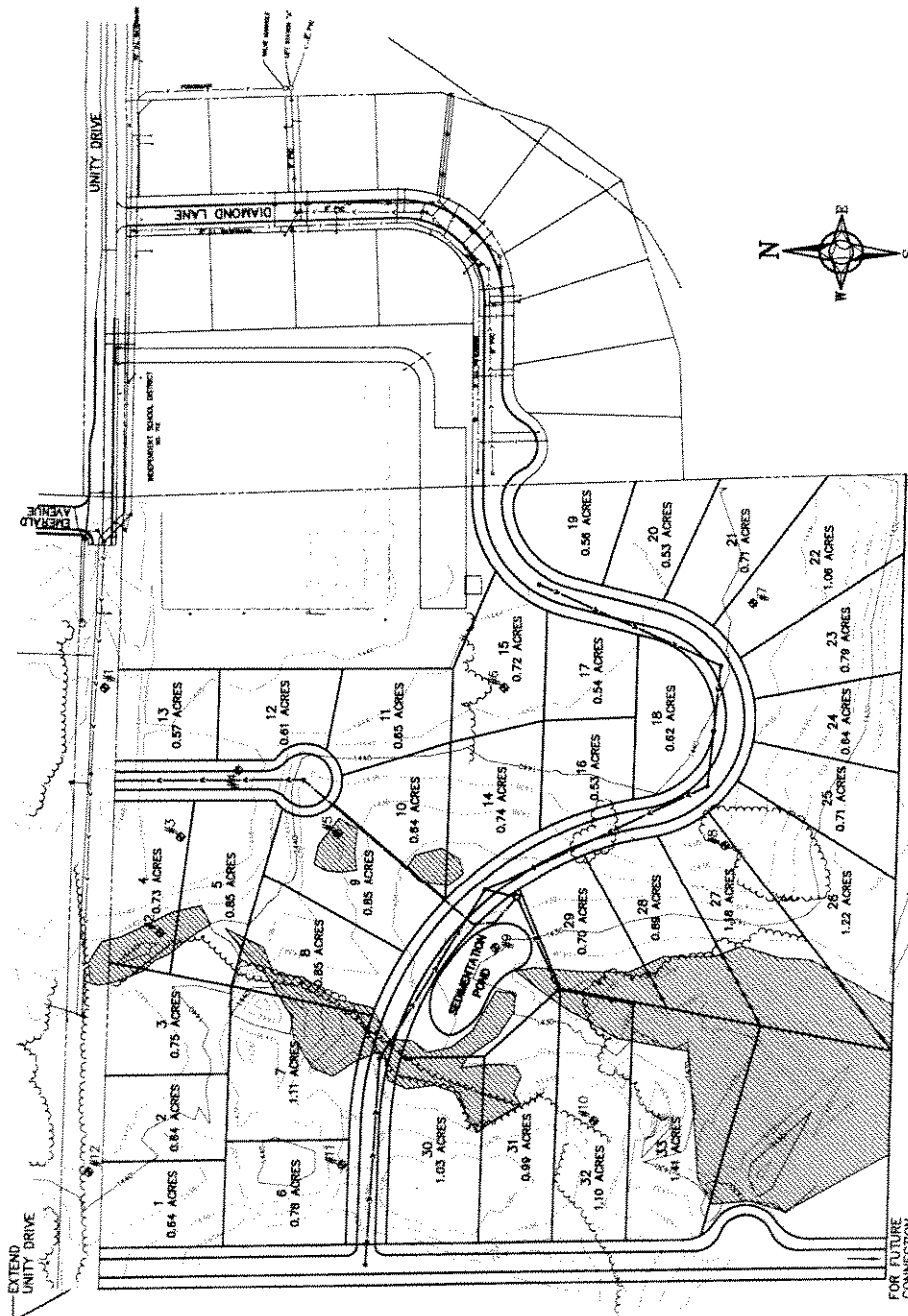 EXTEND
UNITY DRIVE
UNITY DRIVE
EMERALD
AVENUE
DIAMOND LANE
INDEPENDENT SCHOOL DISTRICT
N
W
E
S
1
0.64 ACRES
2
0.64 ACRES
3
0.75 ACRES
4
0.73 ACRES
5
0.85 ACRES
6
0.78 ACRES
7
1.11 ACRES
8
0.85 ACRES
9
0.85 ACRES
10
0.64 ACRES
11
0.65 ACRES
12
0.61 ACRES
13
0.57 ACRES
14
0.74 ACRES
15
0.72 ACRES
16
0.53 ACRES
17
0.54 ACRES
18
0.62 ACRES
19
0.56 ACRES
20
0.53 ACRES
21
0.71 ACRES
22
1.06 ACRES
23
0.79 ACRES
24
0.64 ACRES
25
0.71 ACRES
26
1.22 ACRES
27
1.18 ACRES
28
0.89 ACRES
29
0.70 ACRES
30
1.03 ACRES
31
0.99 ACRES
32
1.10 ACRES
33
1.41 ACRES
SEDIMENTATION
POND
#1
#2
#3
#5
#6
#7
#8
#9
#10
#11
#12
FOR FUTURE
CONNECTION